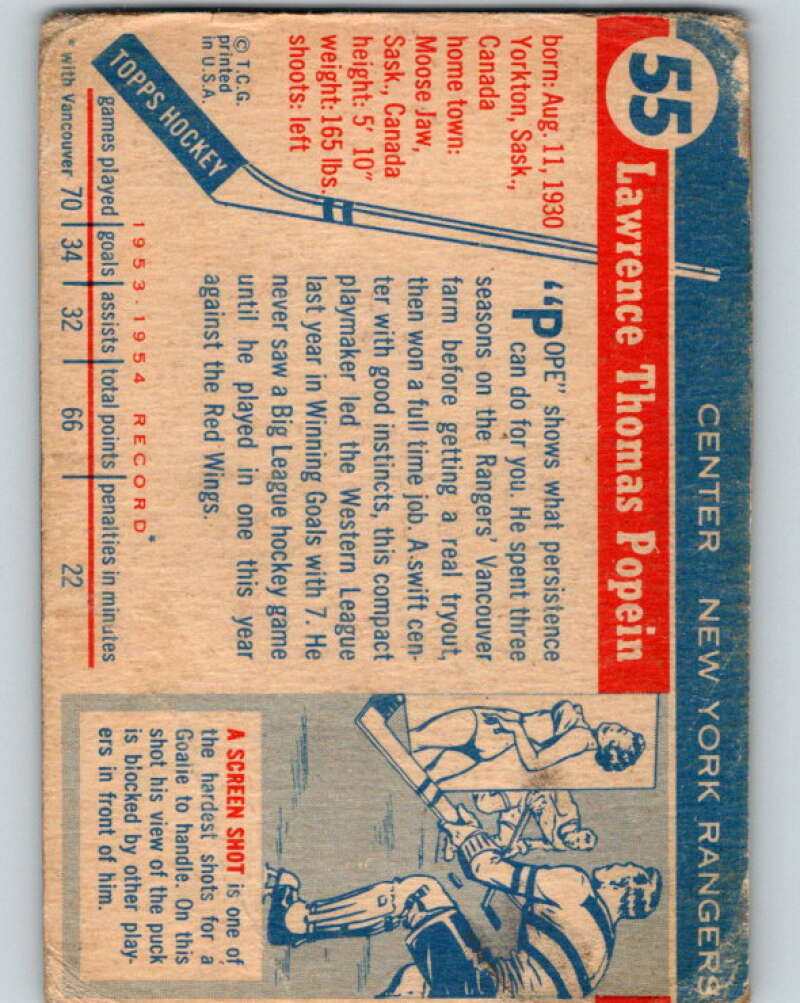 CENTER NEW YORK RANGERS
55 Lawrence Thomas Popein
born: Aug. 11, 1930
Yorkton, Sask.,
Canada
home town:
Moose Jaw,
Sask., Canada
height: 5' 10"
weight: 165 lbs.
shoots: left
© T.C.G.
printed
in U.S.A.
TOPPS HOCKEY
“POPE” shows what persistence
can do for you. He spent three
seasons on the Rangers' Vancouver
farm before getting a real tryout,
then won a full time job. A swift cen-
ter with good instincts, this compact
playmaker led the Western League
last year in Winning Goals with 7. He
never saw a Big League hockey game
until he played in one this year
against the Red Wings.
1953-1954 RECORD*
games played goals assists total points penalties in minutes
70 34 32 66 22
* with Vancouver
A SCREEN SHOT is one of
the hardest shots for a
Goalie to handle. On this
shot his view of the puck
is blocked by other play-
ers in front of him.